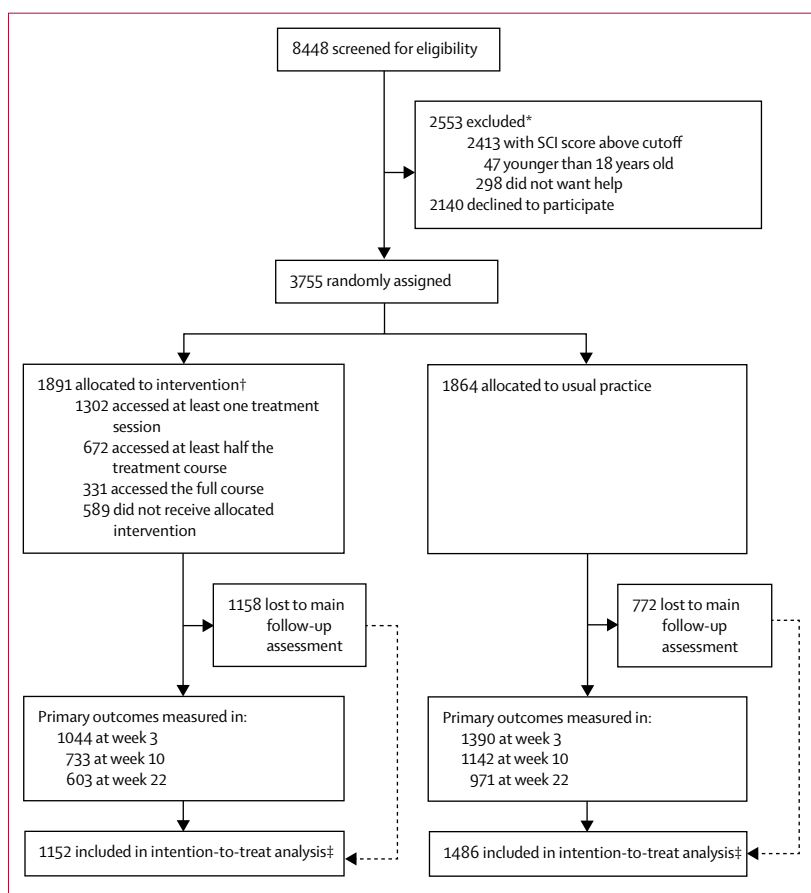 8448 screened for eligibility
2553 excluded*
2413 with SCI score above cutoff
47 younger than 18 years old
298 did not want help
2140 declined to participate
3755 randomly assigned
1891 allocated to intervention†
1302 accessed at least one treatment
session
672 accessed at least half the
treatment course
331 accessed the full course
589 did not receive allocated
intervention
1864 allocated to usual practice
1158 lost to main
follow-up
assessment
772 lost to main
follow-up
assessment
Primary outcomes measured in:
1044 at week 3
733 at week 10
603 at week 22
Primary outcomes measured in:
1390 at week 3
1142 at week 10
971 at week 22
1152 included in intention-to-treat analysis‡
1486 included in intention-to-treat analysis‡